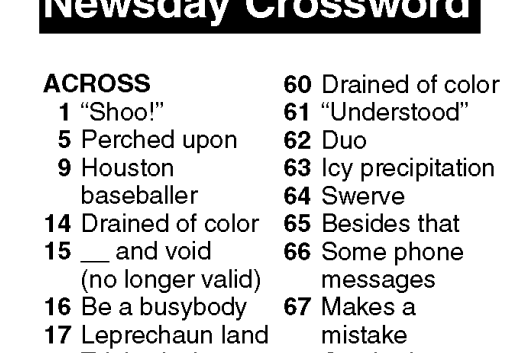 Newsday Crossword
ACROSS
1 “Shoo!”
5 Perched upon
9 Houston
baseballer
14 Drained of color
15 __ and void
(no longer valid)
16 Be a busybody
17 Leprechaun land
60 Drained of color
61 “Understood”
62 Duo
63 Icy precipitation
64 Swerve
65 Besides that
66 Some phone
messages
67 Makes a
mistake